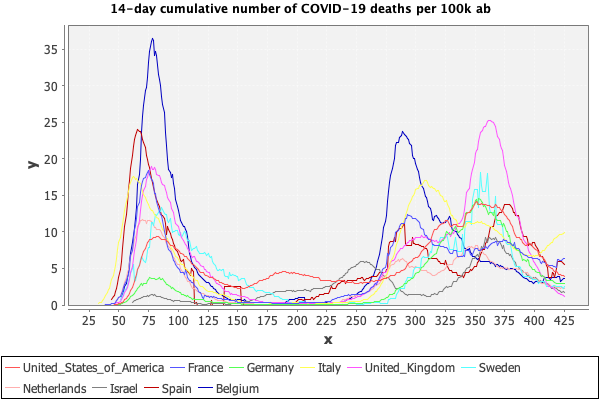 14-day cumulative number of COVID-19 deaths per 100k ab
35
30
25
20
15
10
5
0
y
25 50 75 100 125 150 175 200 225 250 275 300 325 350 375 400 425
x
United_States_of_America France Germany Italy United_Kingdom Sweden
Netherlands Israel Spain Belgium